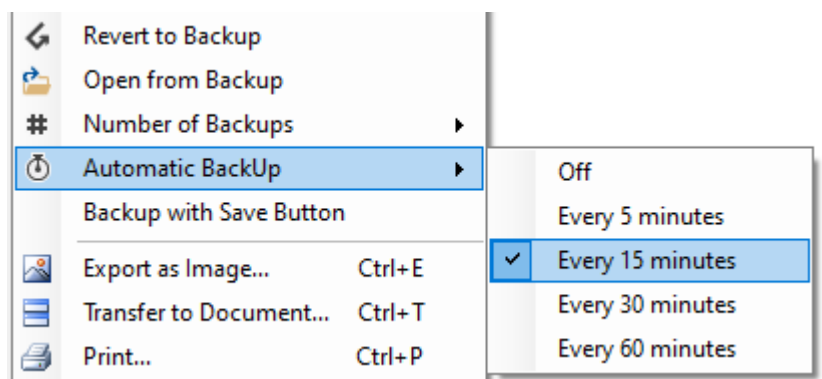 Revert to Backup
Open from Backup
Number of Backups
Automatic BackUp
Backup with Save Button
Export as Image... Ctrl+E
Transfer to Document... Ctrl+T
Print... Ctrl+P
Off
Every 5 minutes
Every 15 minutes
Every 30 minutes
Every 60 minutes